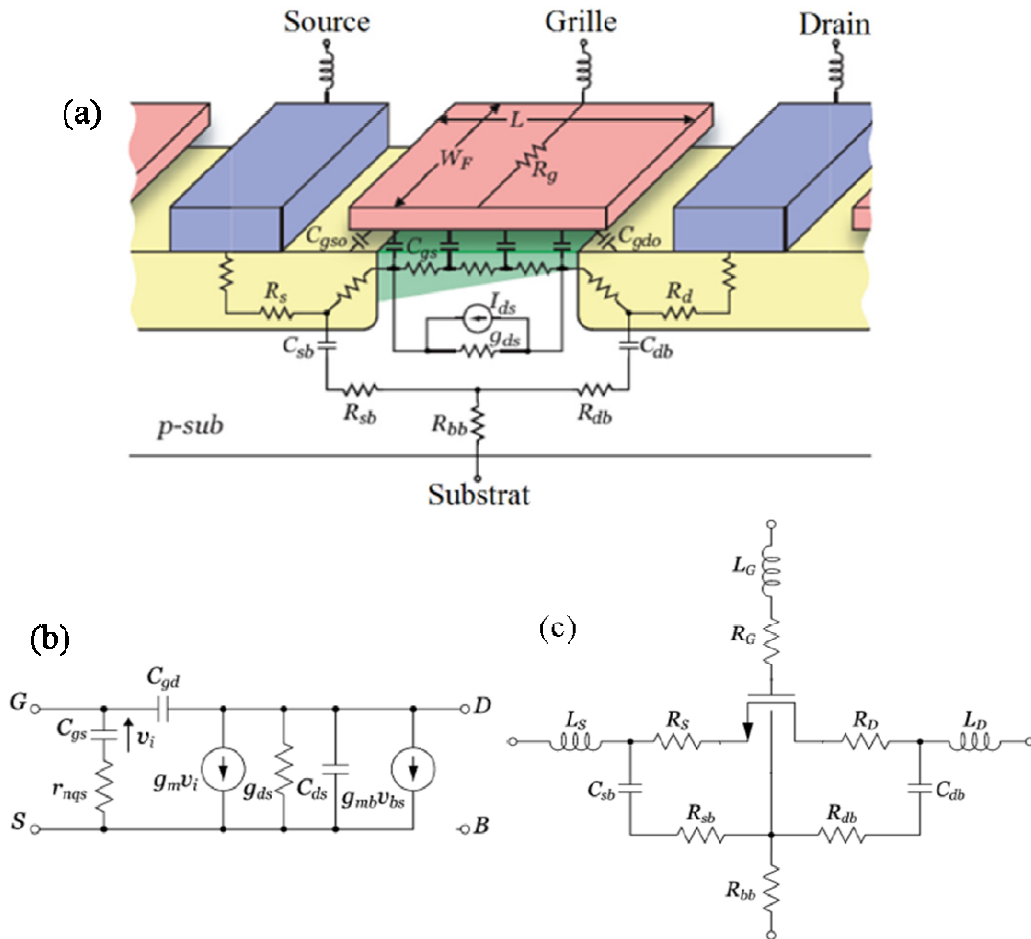 Source Grille Drain
(a)
L
W_F
R_g
C_gso C_gs C_gdo
R_s I_ds R_d
g_ds
C_sb C_db
R_sb R_bb R_db
p-sub
Substrat
(b)
G C_gd D
C_gs v_i
r_nqs g_m v_i g_ds C_ds g_mb v_bs
S B
(c)
L_G
R_G
L_S R_S R_D L_D
C_sb C_db
R_sb R_db
R_bb